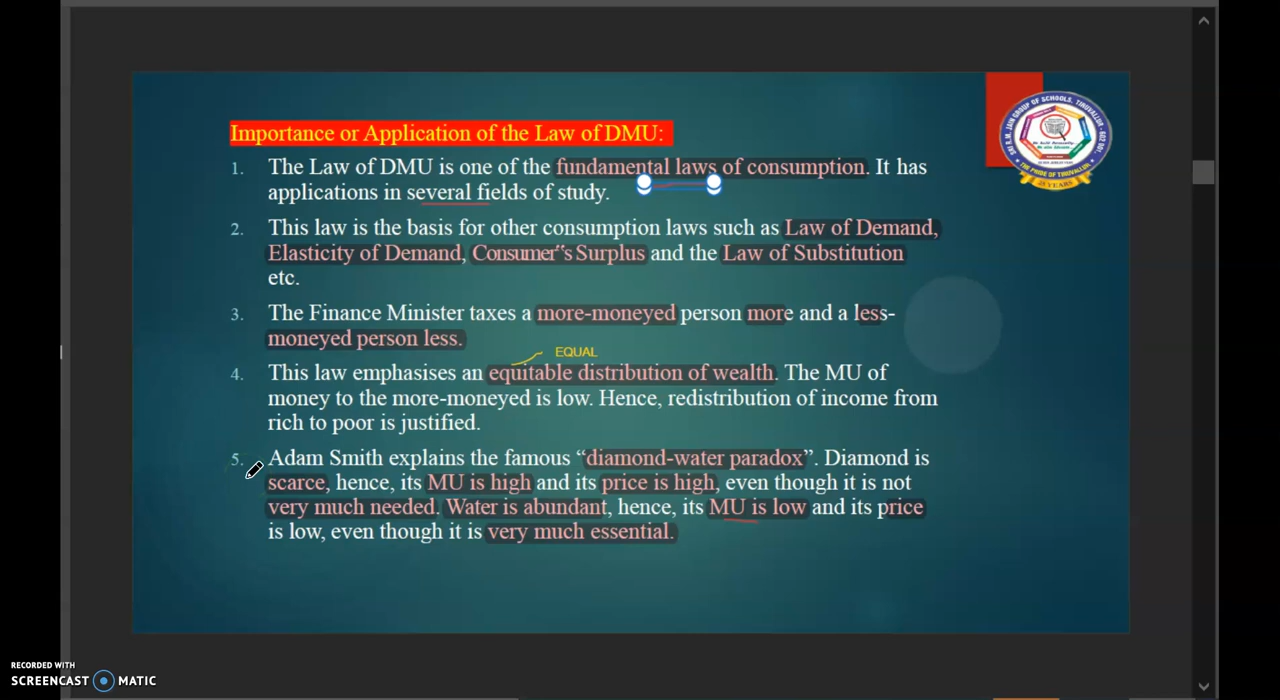 Importance or Application of the Law of DMU:
1. The Law of DMU is one of the fundamental laws of consumption. It has
applications in several fields of study.
2. This law is the basis for other consumption laws such as Law of Demand,
Elasticity of Demand, Consumer"s Surplus and the Law of Substitution
etc.
3. The Finance Minister taxes a more-moneyed person more and a less-
moneyed person less.
EQUAL
4. This law emphasises an equitable distribution of wealth. The MU of
money to the more-moneyed is low. Hence, redistribution of income from
rich to poor is justified.
5. Adam Smith explains the famous “diamond-water paradox”. Diamond is
scarce, hence, its MU is high and its price is high, even though it is not
very much needed. Water is abundant, hence, its MU is low and its price
is low, even though it is very much essential.
THE PRIDE OF TIRUVALLUR
25 YEARS
RECORDED WITH
SCREENCAST MATIC